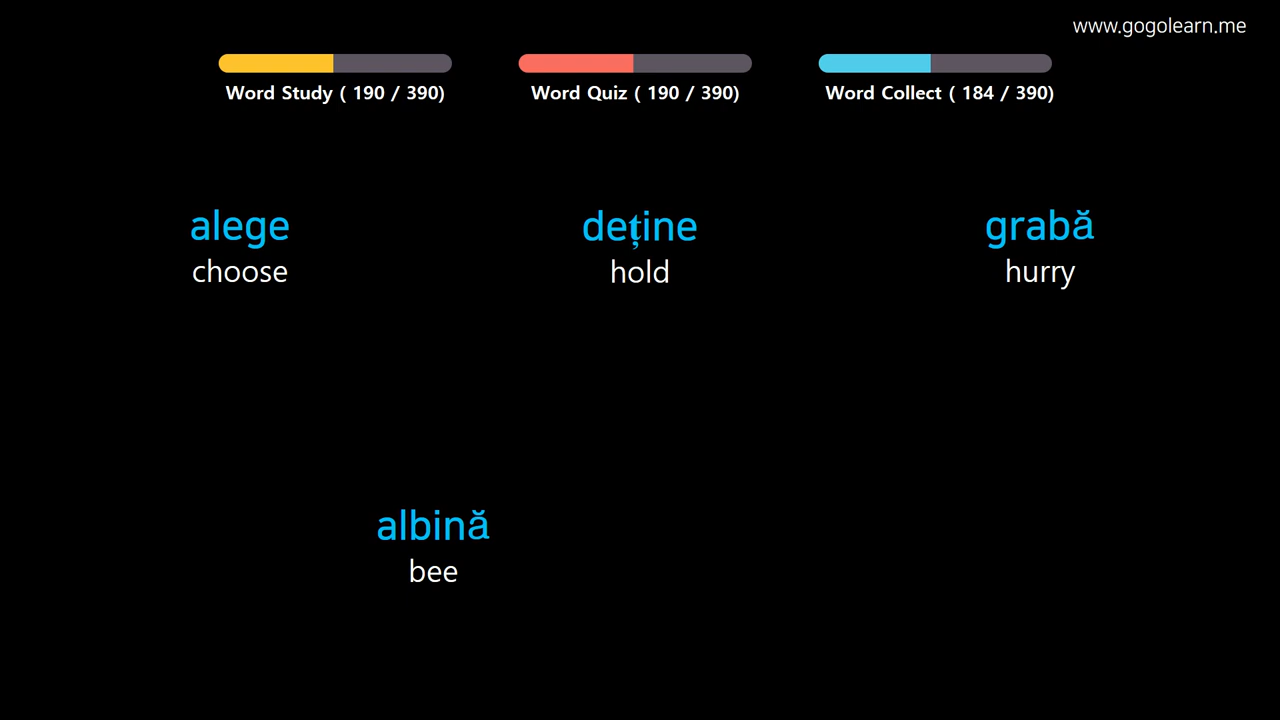 www.gogolearn.me
Word Study ( 190 / 390)
Word Quiz ( 190 / 390)
Word Collect ( 184 / 390)
alege
choose
deține
hold
grabă
hurry
albină
bee